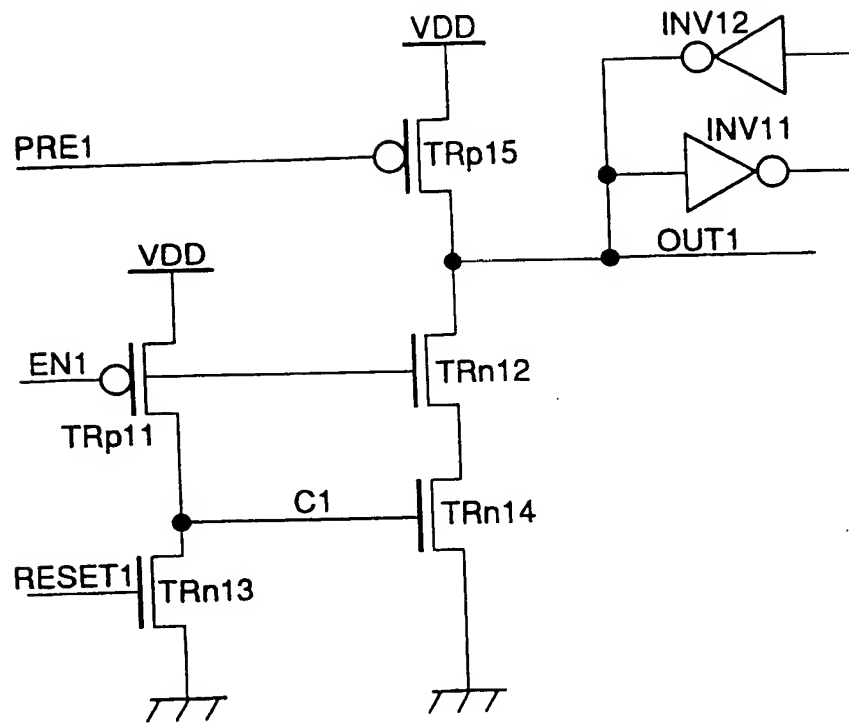 VDD
INV12
PRE1
TRp15
INV11
OUT1
VDD
EN1
TRp11
TRn12
C1
TRn14
RESET1
TRn13